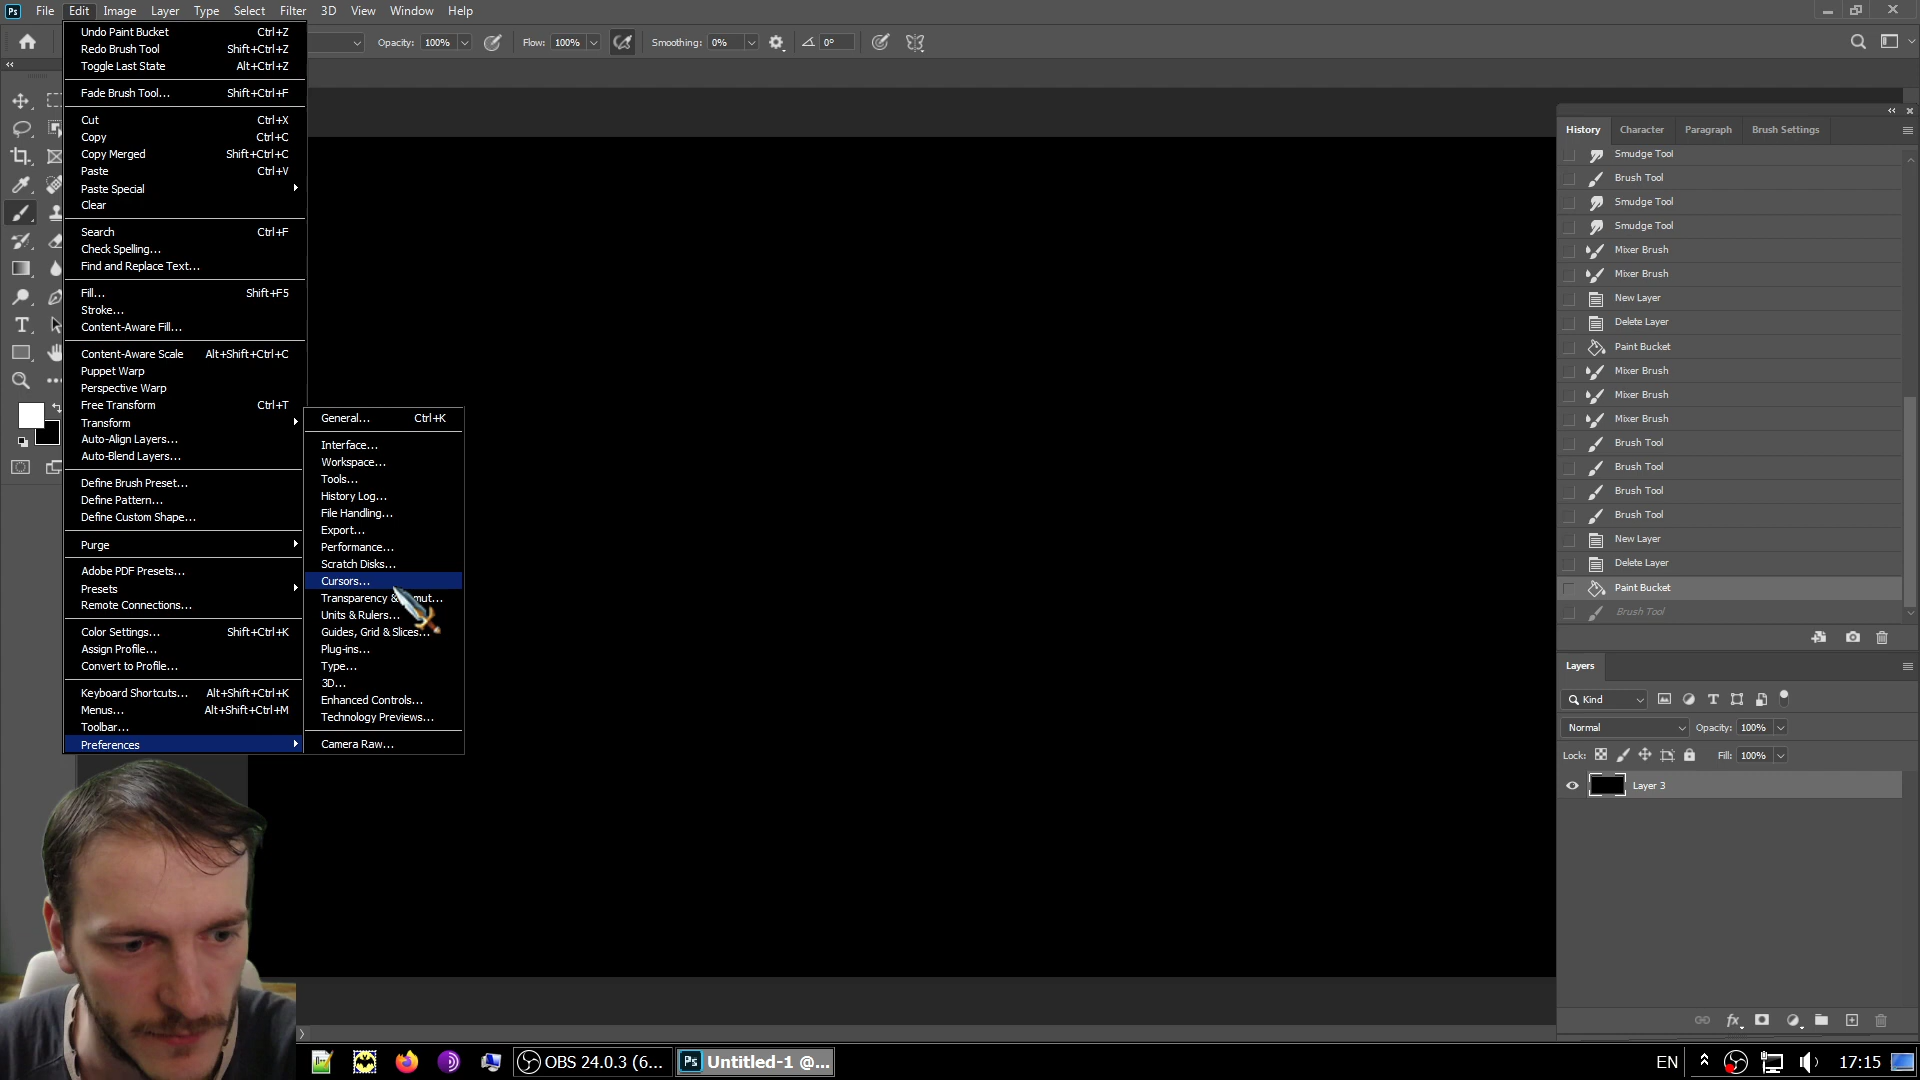 Ps File Edit Image Layer Type Select Filter 3D View Window Help
Opacity: 100% Flow: 100% Smoothing: 0% 0°
Undo Paint Bucket Ctrl+Z
Redo Brush Tool Shift+Ctrl+Z
Toggle Last State Alt+Ctrl+Z
Fade Brush Tool... Shift+Ctrl+F
Cut Ctrl+X
Copy Ctrl+C
Copy Merged Shift+Ctrl+C
Paste Ctrl+V
Paste Special
Clear
Search Ctrl+F
Check Spelling...
Find and Replace Text...
Fill... Shift+F5
Stroke...
Content-Aware Fill...
Content-Aware Scale Alt+Shift+Ctrl+C
Puppet Warp
Perspective Warp
Free Transform Ctrl+T
Transform
Auto-Align Layers...
Auto-Blend Layers...
Define Brush Preset...
Define Pattern...
Define Custom Shape...
Purge
Adobe PDF Presets...
Presets
Remote Connections...
Color Settings... Shift+Ctrl+K
Assign Profile...
Convert to Profile...
Keyboard Shortcuts... Alt+Shift+Ctrl+K
Menus... Alt+Shift+Ctrl+M
Toolbar...
Preferences
General... Ctrl+K
Interface...
Workspace...
Tools...
History Log...
File Handling...
Export...
Performance...
Scratch Disks...
Cursors...
Transparency &
Units & Rulers...
Guides, Grid & Slices...
Plug-ins...
Type...
3D...
Enhanced Controls...
Technology Previews...
Camera Raw...
History Character Paragraph Brush Settings
Smudge Tool
Brush Tool
Smudge Tool
Smudge Tool
Mixer Brush
Mixer Brush
New Layer
Delete Layer
Paint Bucket
Mixer Brush
Mixer Brush
Mixer Brush
Brush Tool
Brush Tool
Brush Tool
Brush Tool
New Layer
Delete Layer
Paint Bucket
Brush Tool
Layers
Kind
Normal Opacity: 100%
Lock: Fill: 100%
Layer 3
fx
OBS 24.0.3 (6... Ps Untitled-1 @... EN 17:15